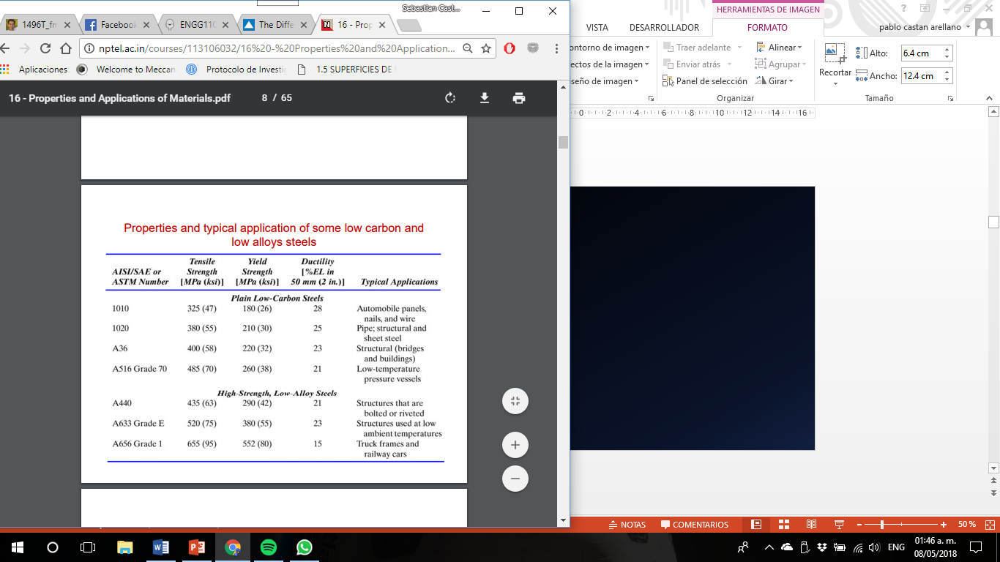 Sebastian Cast...
1496T_fm
Facebook
ENGG110
The Diffe
16 - Prop
nptel.ac.in/courses/113106032/16%20-%20Properties%20and%20Application...
Aplicaciones
Welcome to Meccan
Protocolo de Investig
1.5 SUPERFICIES DE
16 - Properties and Applications of Materials.pdf
8 / 65
Properties and typical application of some low carbon and
low alloys steels
AISI/SAE or ASTM Number Tensile Strength [MPa (ksi)] Yield Strength [MPa (ksi)] Ductility [%EL in 50 mm (2 in.)] Typical Applications
Plain Low-Carbon Steels
1010 325 (47) 180 (26) 28 Automobile panels,
nails, and wire
1020 380 (55) 210 (30) 25 Pipe; structural and
sheet steel
A36 400 (58) 220 (32) 23 Structural (bridges
and buildings)
A516 Grade 70 485 (70) 260 (38) 21 Low-temperature
pressure vessels
High-Strength, Low-Alloy Steels
A440 435 (63) 290 (42) 21 Structures that are
bolted or riveted
A633 Grade E 520 (75) 380 (55) 23 Structures used at low
ambient temperatures
A656 Grade 1 655 (95) 552 (80) 15 Truck frames and
railway cars
HERRAMIENTAS DE IMAGEN
VISTA DESARROLLADOR FORMATO
pablo castan arellano
ontorno de imagen
ectos de la imagen
seño de imagen
Traer adelante
Enviar atrás
Panel de selección
Alinear
Agrupar
Girar
Organizar
Recortar
Alto: 6.4 cm
Ancho: 12.4 cm
Tamaño
0 2 4 6 8 10 12 14 16
NOTAS
COMENTARIOS
50 %
ENG
01:46 a. m.
08/05/2018